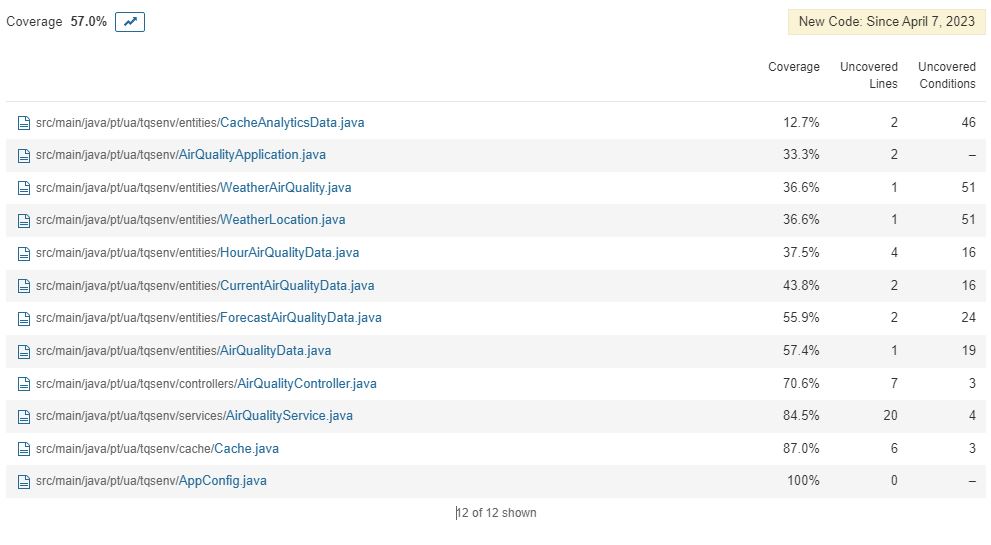 Coverage 57.0% New Code: Since April 7, 2023
Coverage Uncovered Lines Uncovered Conditions
src/main/java/pt/ua/tqsenv/entities/CacheAnalyticsData.java 12.7% 2 46
src/main/java/pt/ua/tqsenv/AirQualityApplication.java 33.3% 2 –
src/main/java/pt/ua/tqsenv/entities/WeatherAirQuality.java 36.6% 1 51
src/main/java/pt/ua/tqsenv/entities/WeatherLocation.java 36.6% 1 51
src/main/java/pt/ua/tqsenv/entities/HourAirQualityData.java 37.5% 4 16
src/main/java/pt/ua/tqsenv/entities/CurrentAirQualityData.java 43.8% 2 16
src/main/java/pt/ua/tqsenv/entities/ForecastAirQualityData.java 55.9% 2 24
src/main/java/pt/ua/tqsenv/entities/AirQualityData.java 57.4% 1 19
src/main/java/pt/ua/tqsenv/controllers/AirQualityController.java 70.6% 7 3
src/main/java/pt/ua/tqsenv/services/AirQualityService.java 84.5% 20 4
src/main/java/pt/ua/tqsenv/cache/Cache.java 87.0% 6 3
src/main/java/pt/ua/tqsenv/AppConfig.java 100% 0 –
12 of 12 shown